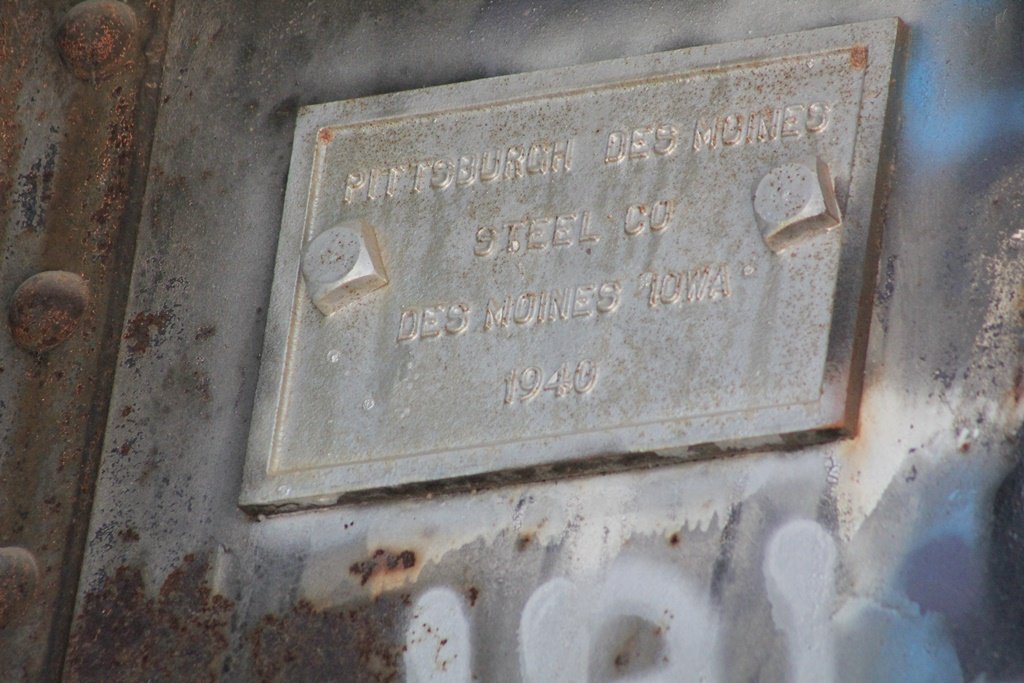 PITTSBURGH DES MOINES
STEEL CO
DES MOINES IOWA
1940